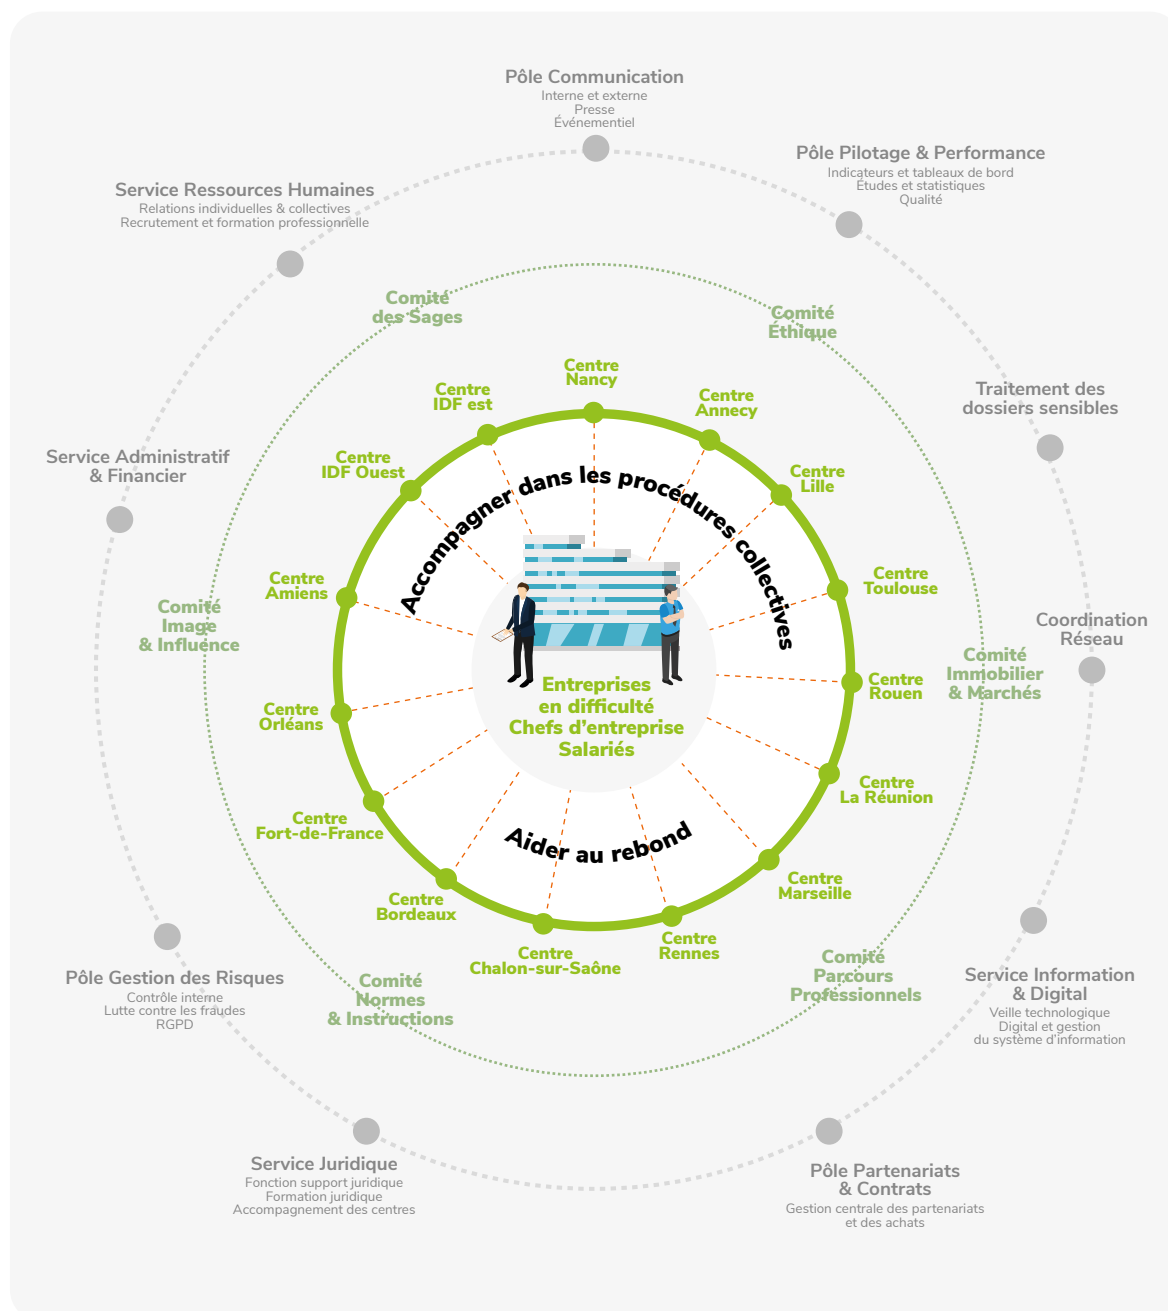 Pôle Communication
Interne et externe
Presse
Événementiel
Pôle Pilotage & Performance
Indicateurs et tableaux de bord
Études et statistiques
Qualité
Service Ressources Humaines
Relations individuelles & collectives
Recrutement et formation professionnelle
Comité
des Sages
Comité
Éthique
Centre
Nancy
Centre
IDF est
Centre
Annecy
Traitement des
dossiers sensibles
Service Administratif
& Financier
Centre
IDF Ouest
Centre
Lille
Accompagner dans les procédures collectives
Centre
Amiens
Centre
Toulouse
Comité
Image
& Influence
Coordination
Réseau
Comité
Immobilier
& Marchés
Centre
Rouen
Entreprises
en difficulté
Chefs d'entreprise
Salariés
Centre
Orléans
Centre
La Réunion
Centre
Fort-de-France
Aider au rebond
Centre
Marseille
Centre
Bordeaux
Centre
Chalon-sur-Saône
Centre
Rennes
Comité
Parcours
Professionnels
Comité
Normes
& Instructions
Pôle Gestion des Risques
Contrôle interne
Lutte contre les fraudes
RGPD
Service Information
& Digital
Veille technologique
Digital et gestion
du système d'information
Service Juridique
Fonction support juridique
Formation juridique
Accompagnement des centres
Pôle Partenariats
& Contrats
Gestion centrale des partenariats
et des achats